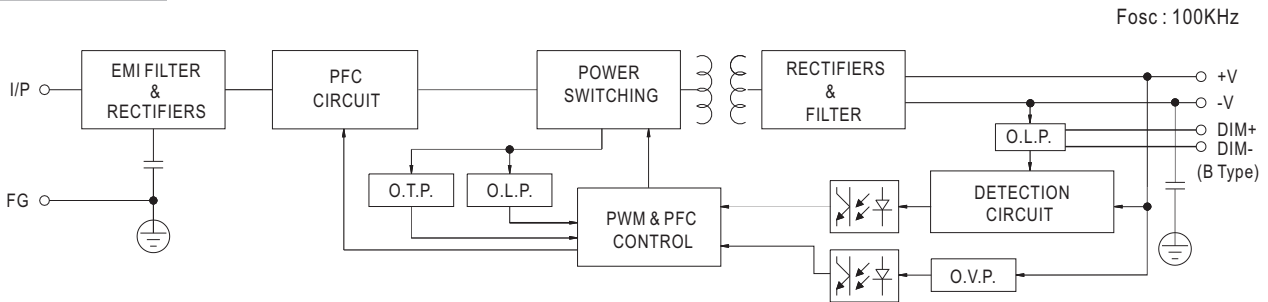 Fosc : 100KHz
I/P
EMI FILTER
&
RECTIFIERS
PFC
CIRCUIT
POWER
SWITCHING
RECTIFIERS
&
FILTER
+V
-V
DIM+
DIM-
(B Type)
O.L.P.
O.T.P.
O.L.P.
FG
PWM & PFC
CONTROL
DETECTION
CIRCUIT
O.V.P.